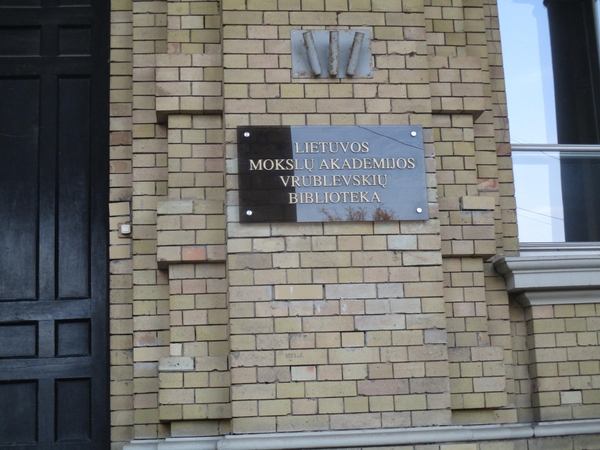 LIETUVOS
MOKSLŲ AKADEMIJOS
VRUBLEVSKIŲ
BIBLIOTEKA